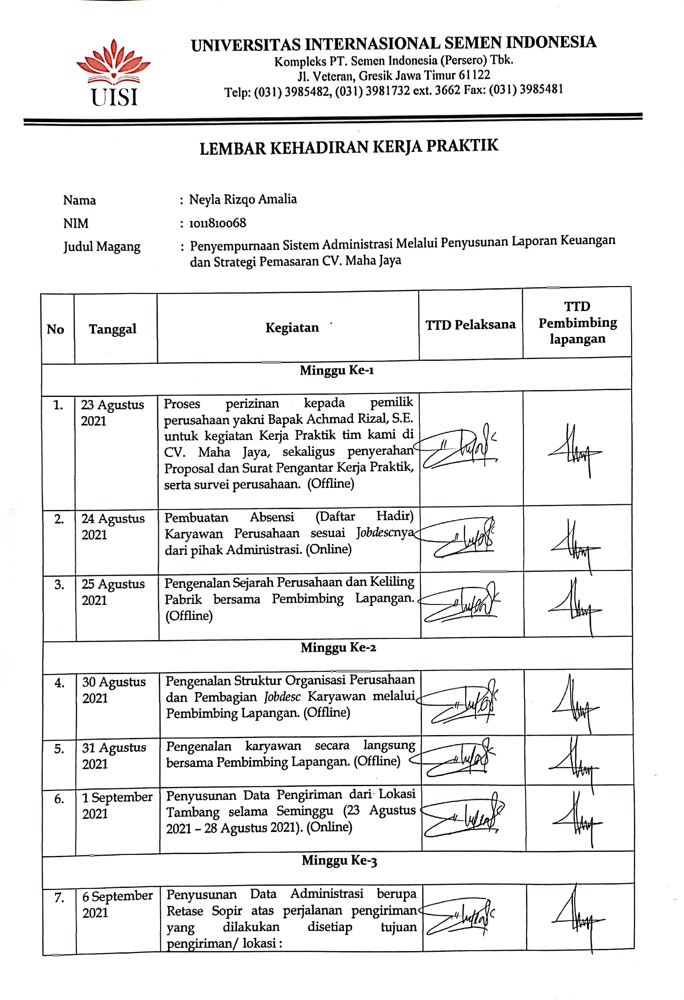 UISI
UNIVERSITAS INTERNASIONAL SEMEN INDONESIA
Kompleks PT. Semen Indonesia (Persero) Tbk.
Jl. Veteran, Gresik Jawa Timur 61122
Telp: (031) 3985482, (031) 3981732 ext. 3662 Fax: (031) 3985481
LEMBAR KEHADIRAN KERJA PRAKTIK
Nama : Neyla Rizqo Amalia
NIM : 1011810068
Judul Magang : Penyempurnaan Sistem Administrasi Melalui Penyusunan Laporan Keuangan
dan Strategi Pemasaran CV. Maha Jaya
No Tanggal Kegiatan TTD Pelaksana TTD
Pembimbing
lapangan
Minggu Ke-1
1. 23 Agustus Proses perizinan kepada pemilik
2021 perusahaan yakni Bapak Achmad Rizal, S.E.
untuk kegiatan Kerja Praktik tim kami di
CV. Maha Jaya, sekaligus penyerahan
Proposal dan Surat Pengantar Kerja Praktik,
serta survei perusahaan. (Offline)
2. 24 Agustus Pembuatan Absensi (Daftar Hadir)
2021 Karyawan Perusahaan sesuai Jobdescnya
dari pihak Administrasi. (Online)
3. 25 Agustus Pengenalan Sejarah Perusahaan dan Keliling
2021 Pabrik bersama Pembimbing Lapangan.
(Offline)
Minggu Ke-2
4. 30 Agustus Pengenalan Struktur Organisasi Perusahaan
2021 dan Pembagian Jobdesc Karyawan melalui
Pembimbing Lapangan. (Offline)
5. 31 Agustus Pengenalan karyawan secara langsung
2021 bersama Pembimbing Lapangan. (Offline)
6. 1 September Penyusunan Data Pengiriman dari Lokasi
2021 Tambang selama Seminggu (23 Agustus
2021 – 28 Agustus 2021). (Online)
Minggu Ke-3
7. 6 September Penyusunan Data Administrasi berupa
2021 Retase Sopir atas perjalanan pengiriman
yang dilakukan disetiap tujuan
pengiriman/ lokasi :